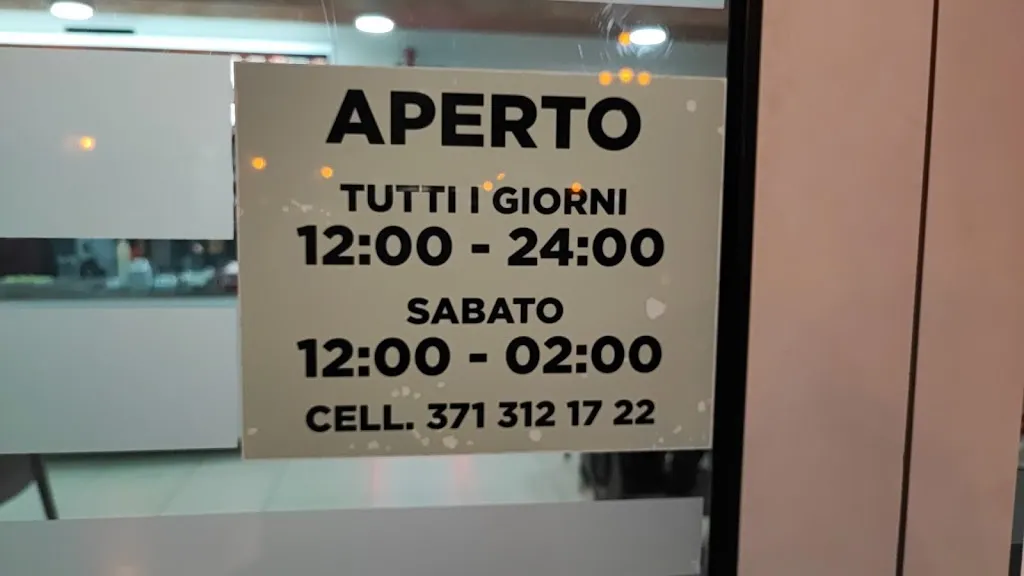 APERTO
TUTTI I GIORNI
12:00 - 24:00
SABATO
12:00 - 02:00
CELL. 371 312 17 22